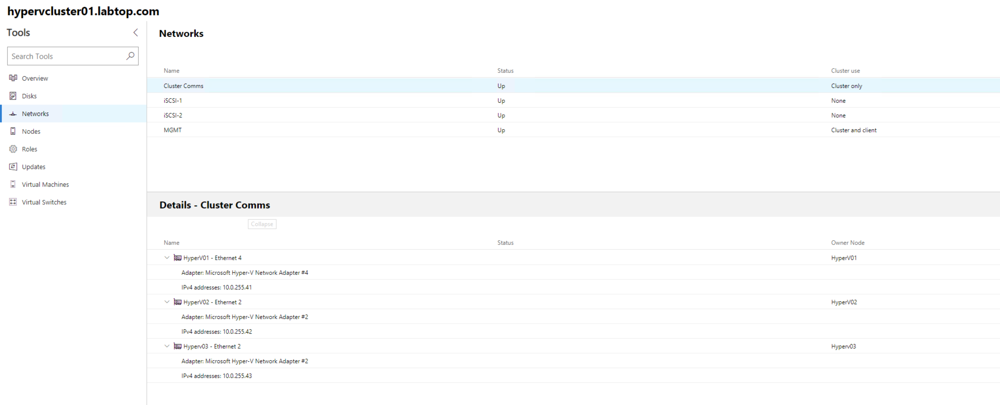 hypervcluster01.labtop.com
Tools
Search Tools
Overview
Disks
Networks
Nodes
Roles
Updates
Virtual Machines
Virtual Switches
Networks
Name Status Cluster use
Cluster Comms Up Cluster only
iSCSI-1 Up None
iSCSI-2 Up None
MGMT Up Cluster and client
Details - Cluster Comms
Collapse
Name Status Owner Node
HyperV01 - Ethernet 4 HyperV01
Adapter: Microsoft Hyper-V Network Adapter #4
IPv4 addresses: 10.0.255.41
HyperV02 - Ethernet 2 HyperV02
Adapter: Microsoft Hyper-V Network Adapter #2
IPv4 addresses: 10.0.255.42
Hyperv03 - Ethernet 2 Hyperv03
Adapter: Microsoft Hyper-V Network Adapter #2
IPv4 addresses: 10.0.255.43